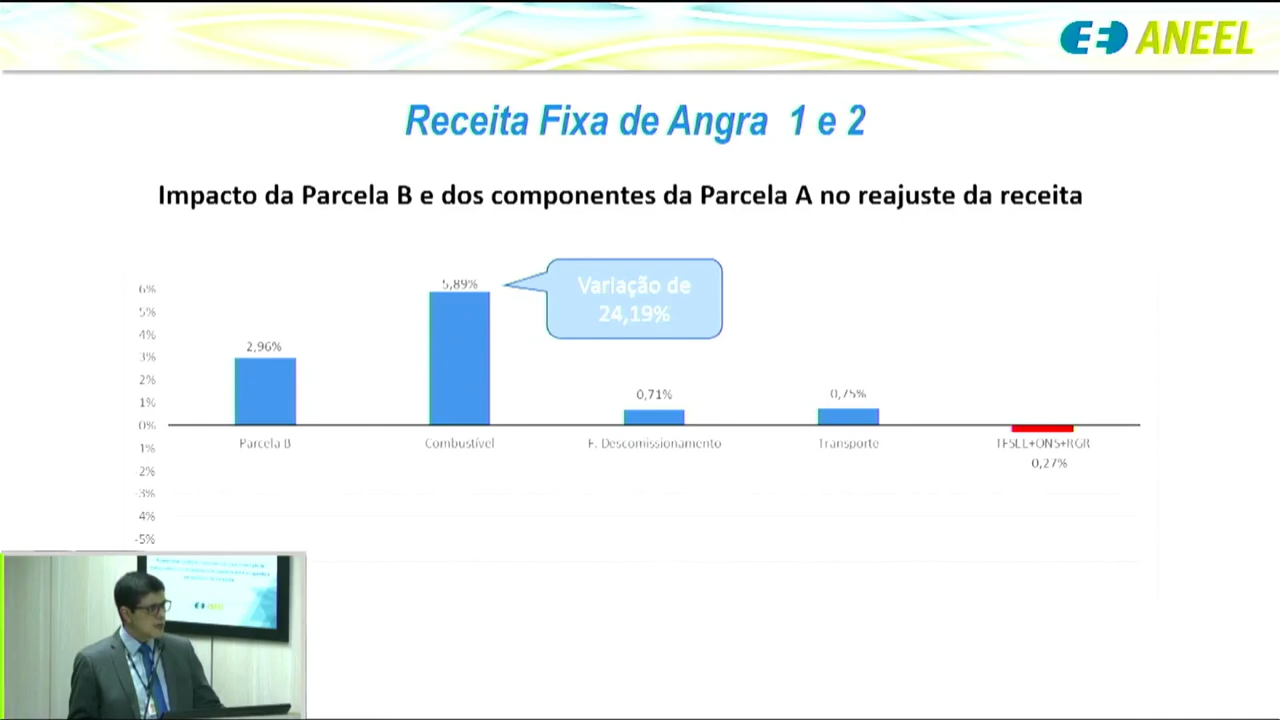 ANEEL
Receita Fixa de Angra 1 e 2
Impacto da Parcela B e dos componentes da Parcela A no reajuste da receita
Variação de
24,19%
6%
5%
4%
3%
2%
1%
0%
1%
2%
-3%
4%
-5%
2,96%
5,89%
0,71%
0,75%
Parcela B
Combustível
F. Descomissionamento
Transporte
TFSEE+ONS+RGR
0,27%
ANEEL